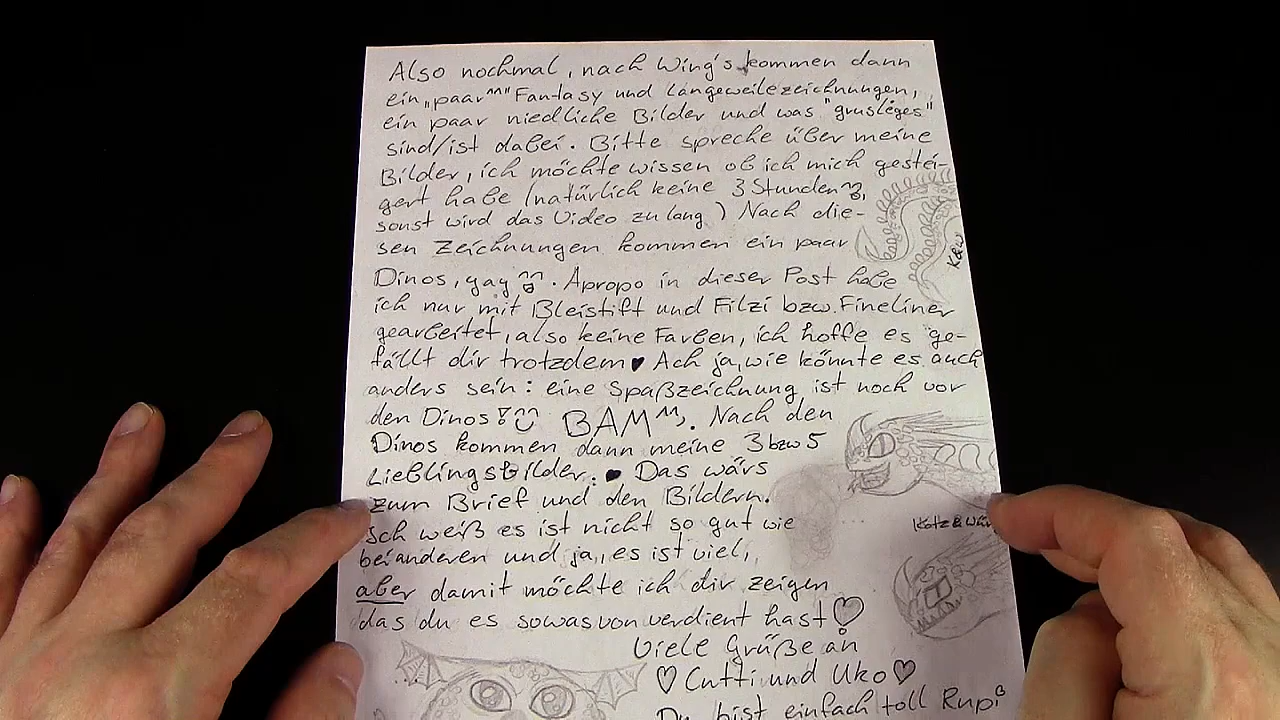 Also nochmal, nach Wing's kommen dann
ein „paar^^" Fantasy und Langeweilezeichnungen,
ein paar niedliche Bilder und was "grusliges"
sind/ist dabei. Bitte spreche über meine
Bilder, ich möchte wissen ob ich mich gestei-
gert habe (natürlich keine 3 Stunden^^,
sonst wird das Video zu lang) Nach die-
sen Zeichnungen kommen ein paar
K&W
Dinos, yay ^^. Apropo in dieser Post habe
ich nur mit Bleistift und Filzi bzw. Fineliner
gearbeitet, also keine Farben, ich hoffe es ge-
fällt dir trotzdem ♥ Ach ja, wie könnte es auch
anders sein: eine Spaßzeichnung ist noch vor
den Dinos! BAM^^. Nach den
Dinos kommen dann meine 3 bzw 5
Lieblingsbilder. ♥ Das wärs
zum Brief und den Bildern.
Ich weiß es ist nicht so gut wie
Kotz &
bei anderen und ja, es ist viel,
aber damit möchte ich dir zeigen
das du es sowasvon verdient hast ♡!
Viele Grüße an
♡ Cutti und Uko ♡
Du bist einfach toll Rupi